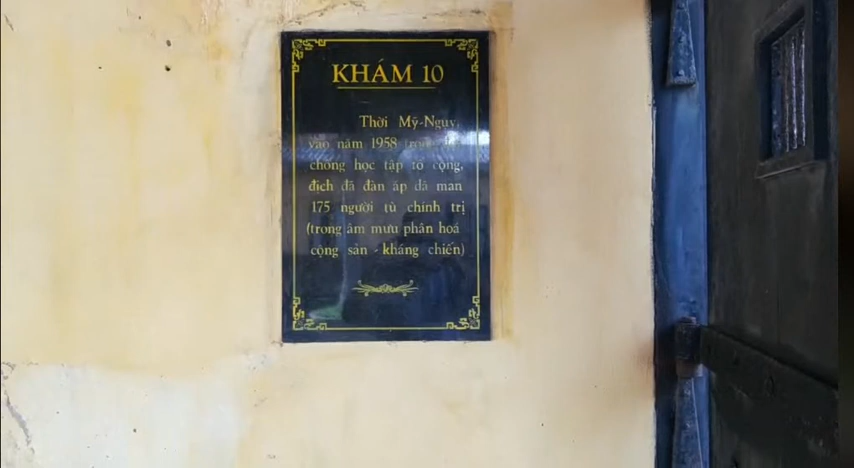 KHÁM 10
Thời Mỹ-Ngụy,
vào năm 1958 trong
chống học tập tố cộng,
địch đã đàn áp dã man
175 người tù chính trị
(trong âm mưu phân hoá
cộng sản - kháng chiến)